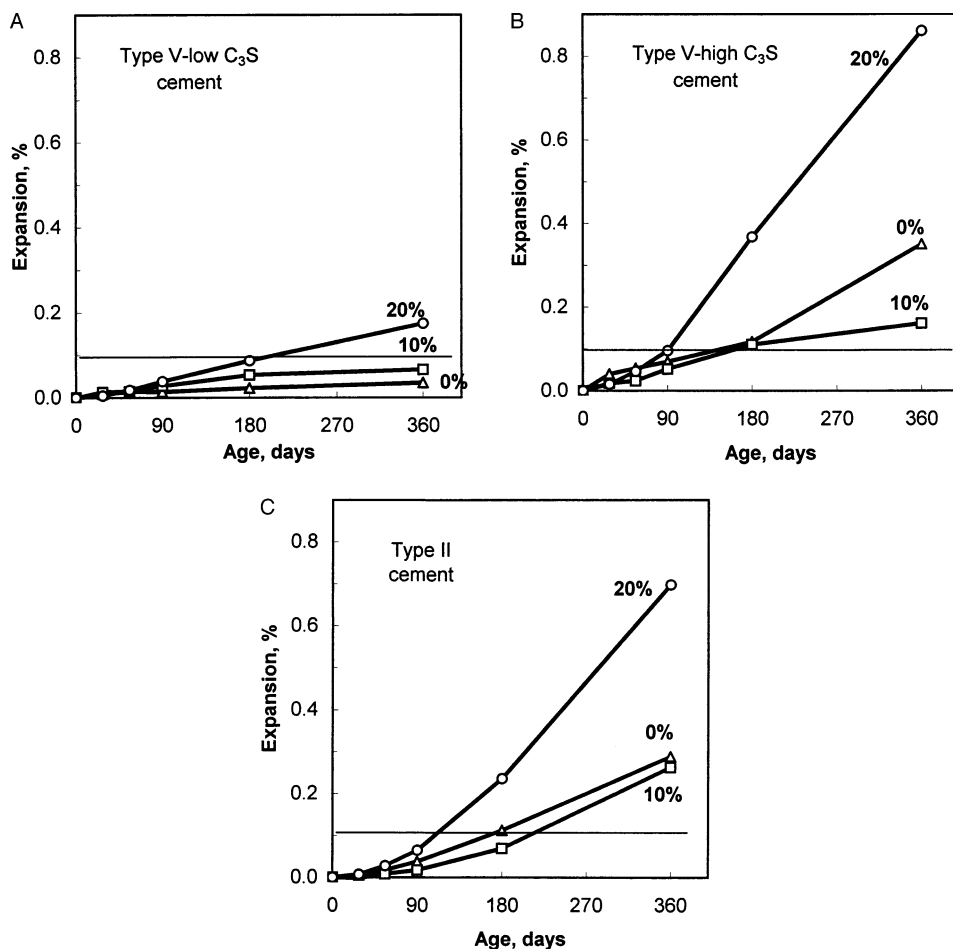 A
Type V-low C₃S
cement
Expansion, %
0.8
0.6
0.4
0.2
0.0
20%
10%
0%
0 90 180 270 360
Age, days
B
Type V-high C₃S
cement
Expansion, %
0.8
0.6
0.4
0.2
0.0
20%
0%
10%
0 90 180 270 360
Age, days
C
Type II
cement
Expansion, %
0.8
0.6
0.4
0.2
0.0
20%
0%
10%
0 90 180 270 360
Age, days